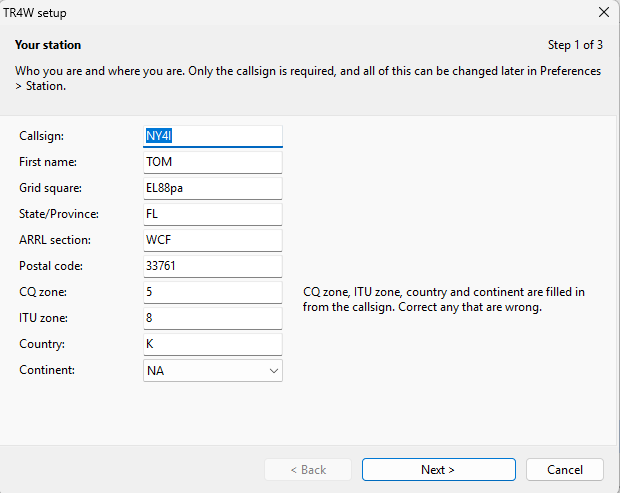 TR4W setup
Your station
Step 1 of 3
Who you are and where you are. Only the callsign is required, and all of this can be changed later in Preferences
> Station.
Callsign: NY4I
First name: TOM
Grid square: EL88pa
State/Province: FL
ARRL section: WCF
Postal code: 33761
CQ zone: 5
CQ zone, ITU zone, country and continent are filled in
from the callsign. Correct any that are wrong.
ITU zone: 8
Country: K
Continent: NA
< Back
Next >
Cancel